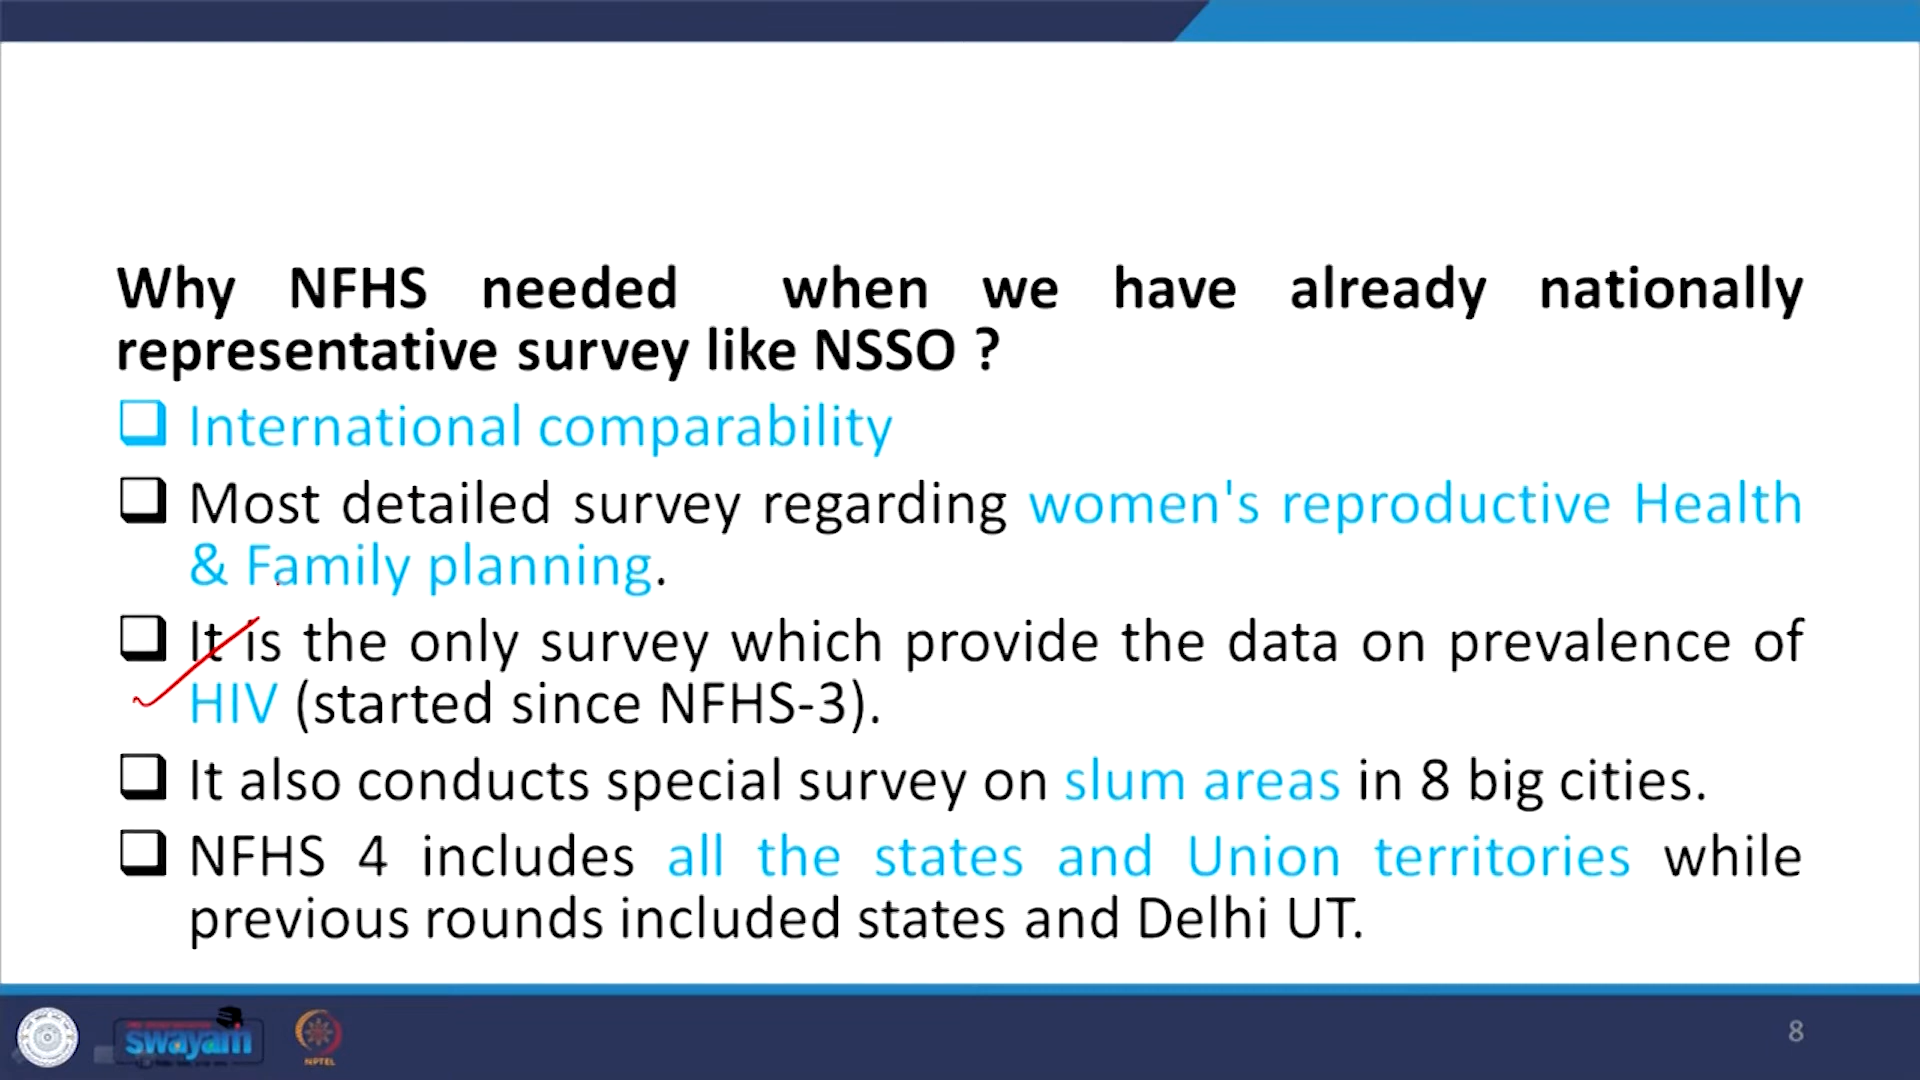 Why NFHS needed when we have already nationally
representative survey like NSSO ?
International comparability
Most detailed survey regarding women's reproductive Health
& Family planning.
It is the only survey which provide the data on prevalence of
HIV (started since NFHS-3).
It also conducts special survey on slum areas in 8 big cities.
NFHS 4 includes all the states and Union territories while
previous rounds included states and Delhi UT.
swayam
NPTEL
8